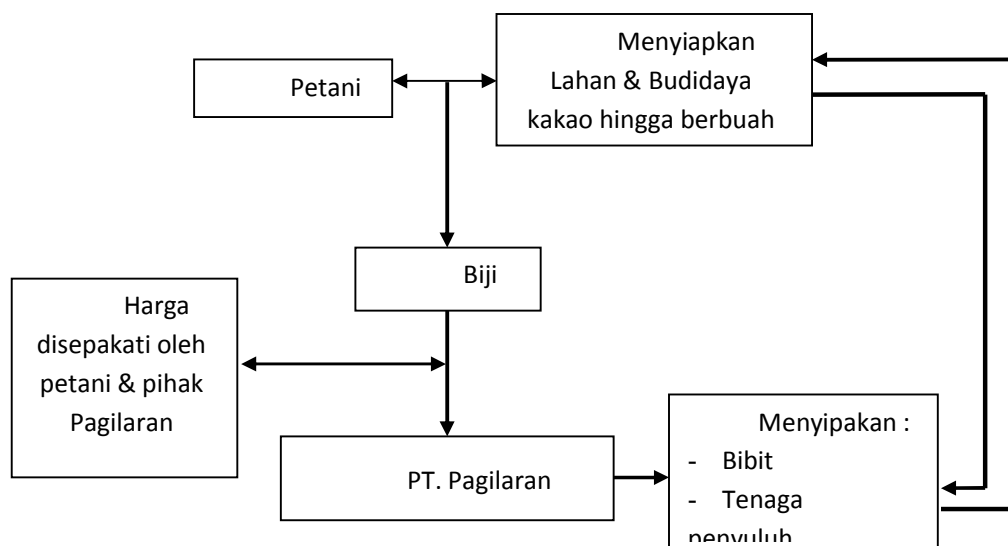 Menyiapkan
Lahan & Budidaya
kakao hingga berbuah
Petani
Biji
Harga
disepakati oleh
petani & pihak
Pagilaran
PT. Pagilaran
Menyipakan :
- Bibit
- Tenaga
penyuluh